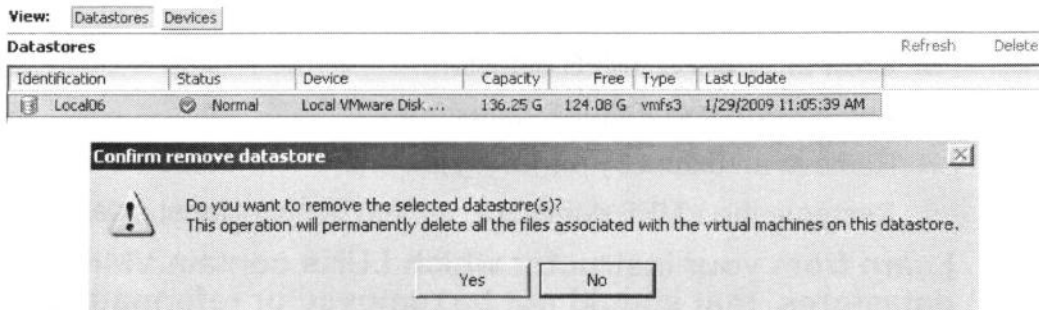 View: Datastores Devices
Datastores Refresh Delete
Identification Status Device Capacity Free Type Last Update
Local06 Normal Local VMware Disk ... 136.25 G 124.08 G vmfs3 1/29/2009 11:05:39 AM
Confirm remove datastore
Do you want to remove the selected datastore(s)?
This operation will permanently delete all the files associated with the virtual machines on this datastore.
Yes No